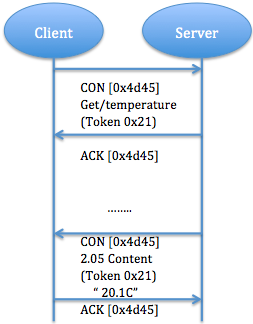 Client
Server
CON [0x4d45]
Get/temperature
(Token 0x21)
ACK [0x4d45]
........
CON [0x4d45]
2.05 Content
(Token 0x21)
“ 20.1C”
ACK [0x4d45]